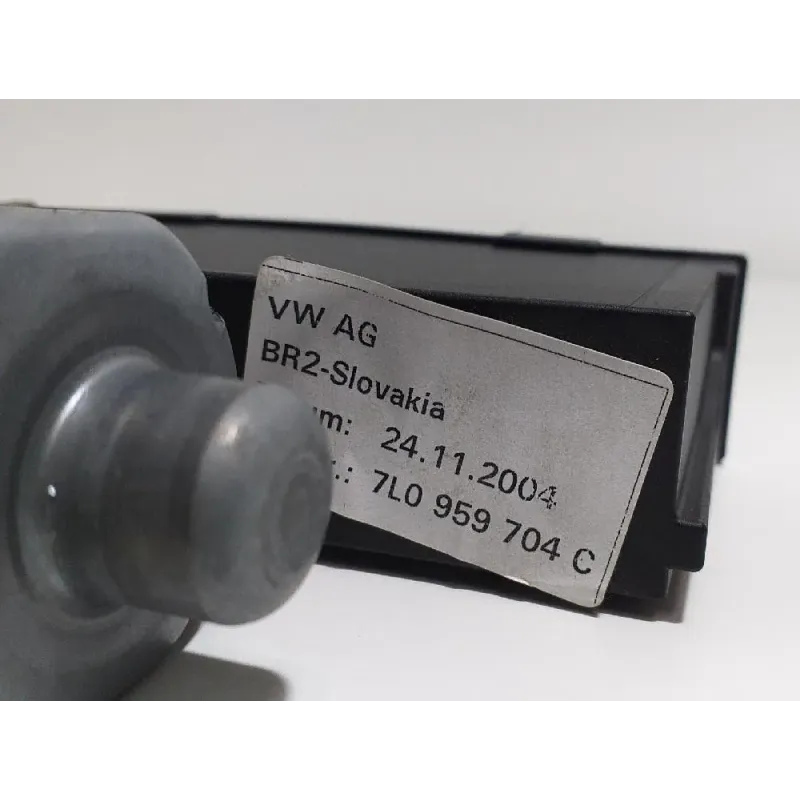 VW AG
BR2-Slovakia
24.11.2004
7L0 959 704 C